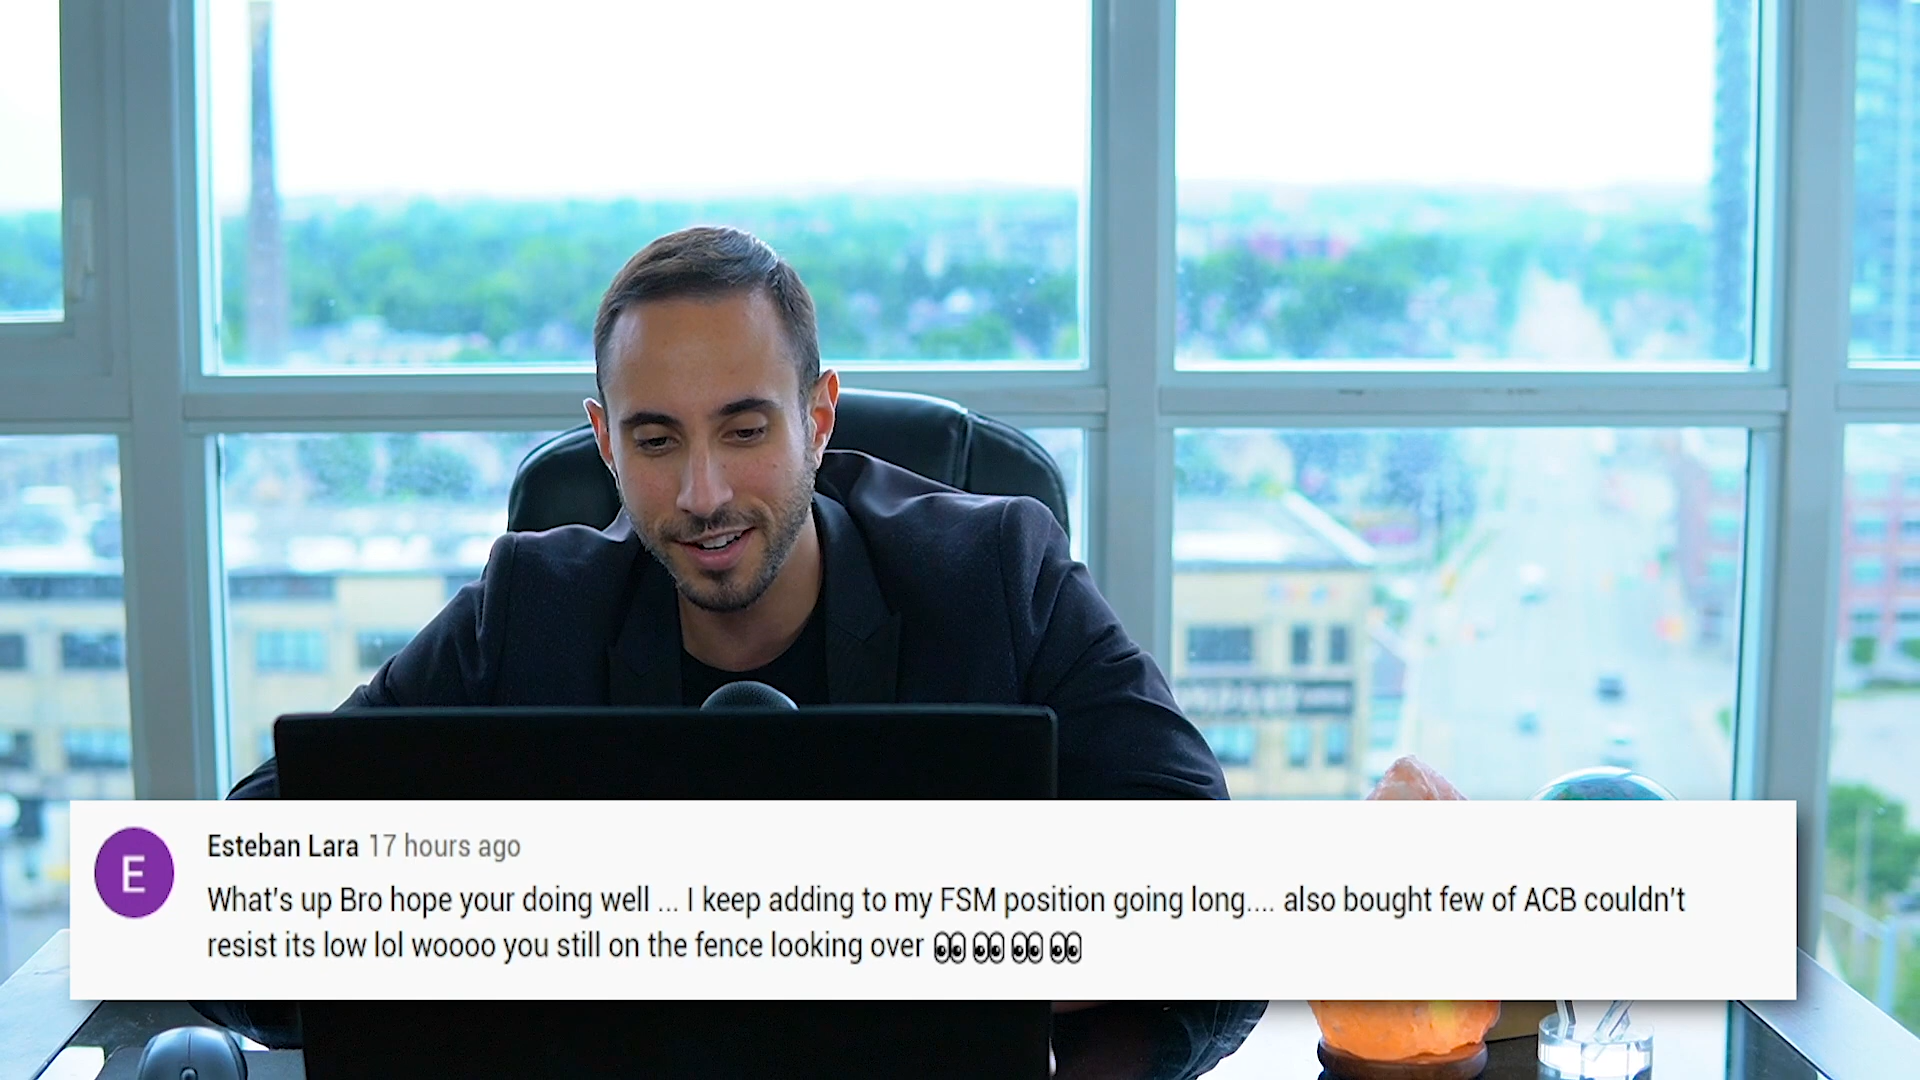 E
Esteban Lara 17 hours ago
What's up Bro hope your doing well ... I keep adding to my FSM position going long.... also bought few of ACB couldn't
resist its low lol woooo you still on the fence looking over 👀👀👀👀